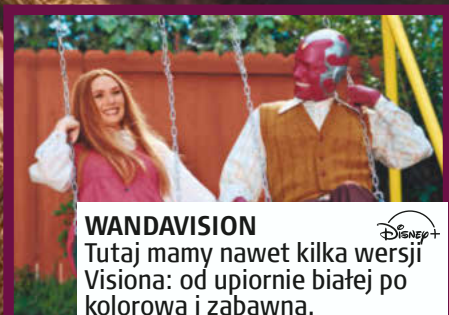 WANDAVISION
Disney+
Tutaj mamy nawet kilka wersji
Visiona: od upiornie białej po
kolorową i zabawną.